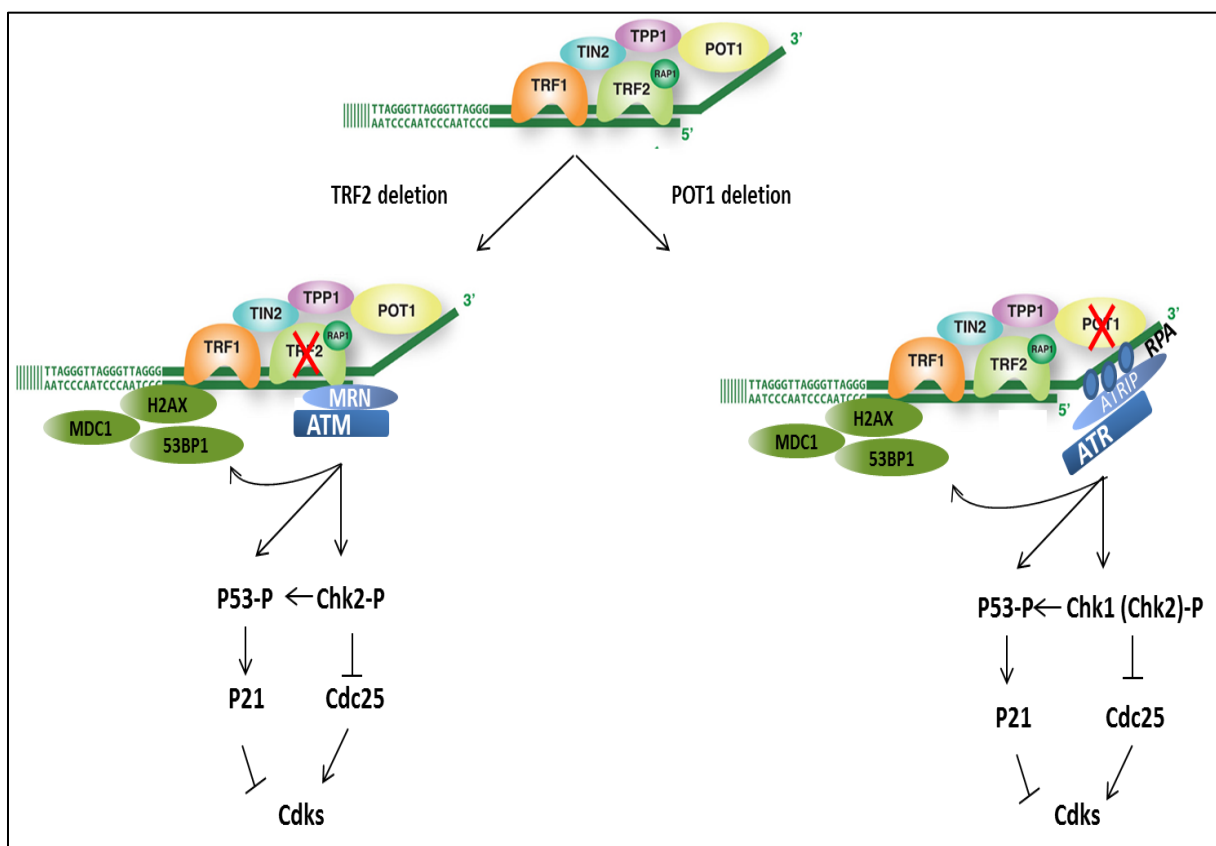 TPP1
TIN2
POT1
3’
RAP1
TRF1
TRF2
TTAGGGTTAGGGTTAGGG
AATCCCAATCCCAATCCC
5’
TRF2 deletion
POT1 deletion
TPP1
TIN2
POT1
3’
RAP1
TRF1
TRF2
TTAGGGTTAGGGTTAGGG
AATCCCAATCCCAATCCC
MRN
H2AX
ATM
MDC1
53BP1
P53-P
Chk2-P
P21
Cdc25
Cdks
TPP1
TIN2
POT1
3’
RPA
RAP1
TRF1
TRF2
TTAGGGTTAGGGTTAGGG
AATCCCAATCCCAATCCC
5’
ATRIP
H2AX
ATR
MDC1
53BP1
P53-P
Chk1 (Chk2)-P
P21
Cdc25
Cdks